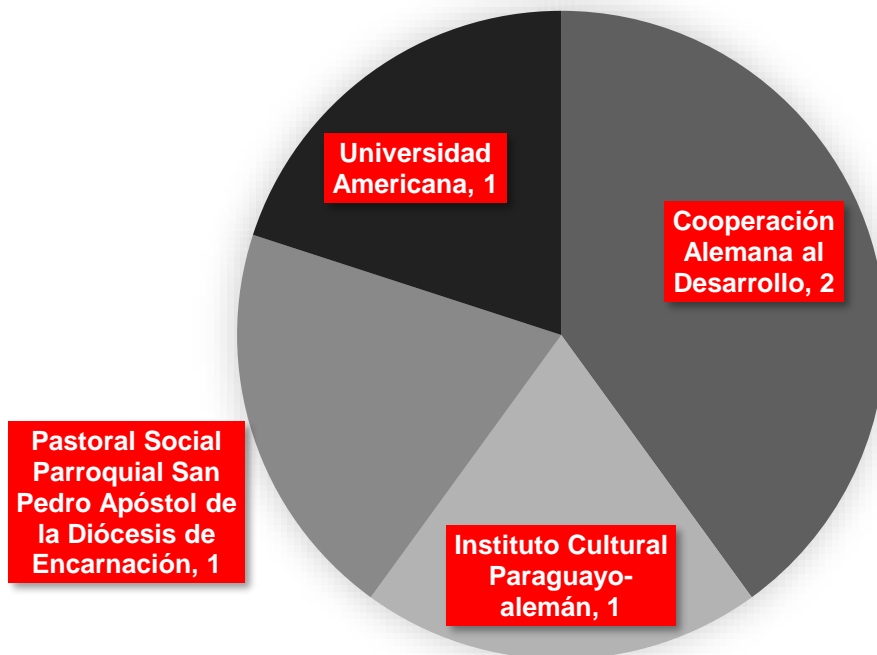 Universidad
Americana, 1
Cooperación
Alemana al
Desarrollo, 2
Pastoral Social
Parroquial San
Pedro Apóstol de
la Diócesis de
Encarnación, 1
Instituto Cultural
Paraguayo-
alemán, 1